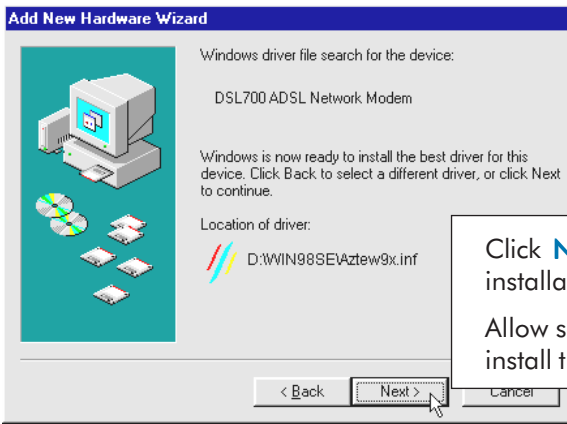 Add New Hardware Wizard
Windows driver file search for the device:
DSL700 ADSL Network Modem
Windows is now ready to install the best driver for this
device. Click Back to select a different driver, or click Next
to continue.
Location of driver:
D:\WIN98SE\Aztew9x.inf
Click
Allow
install
< Back Next > Cancel